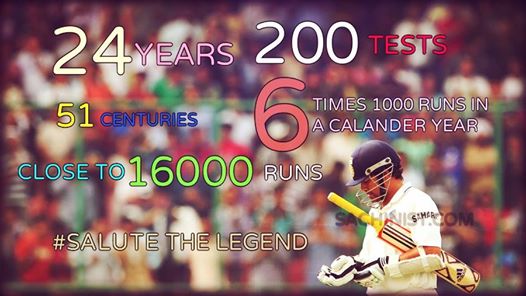 24 YEARS
200 TESTS
51 CENTURIES
6 TIMES 1000 RUNS IN
A CALANDER YEAR
CLOSE TO 16000 RUNS
SACHINIST.COM
SAHARA
#SALUTE THE LEGEND